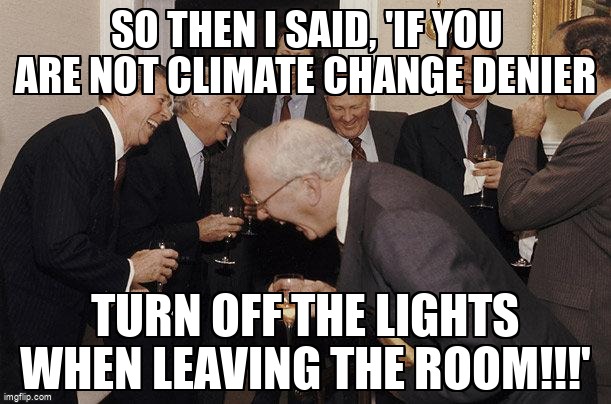 SO THEN I SAID, 'IF YOU
ARE NOT CLIMATE CHANGE DENIER
TURN OFF THE LIGHTS
WHEN LEAVING THE ROOM!!!'
imgflip.com